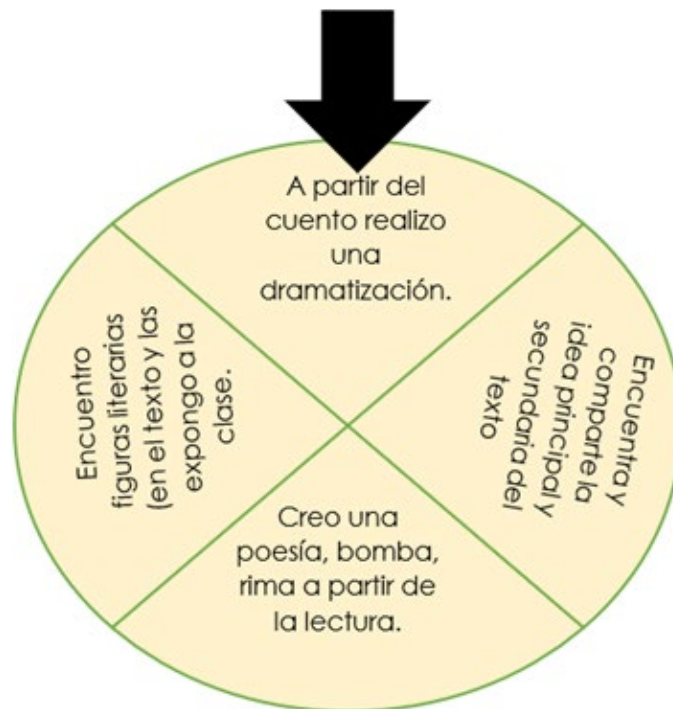 A partir del
cuento realizo
una
dramatización.
Encuentra y
comparte la
idea principal y
secundaria del
texto
Creo una
poesía, bomba,
rima a partir de
la lectura.
Encuentro
figuras literarias
(en el texto y las
expongo a la
clase.